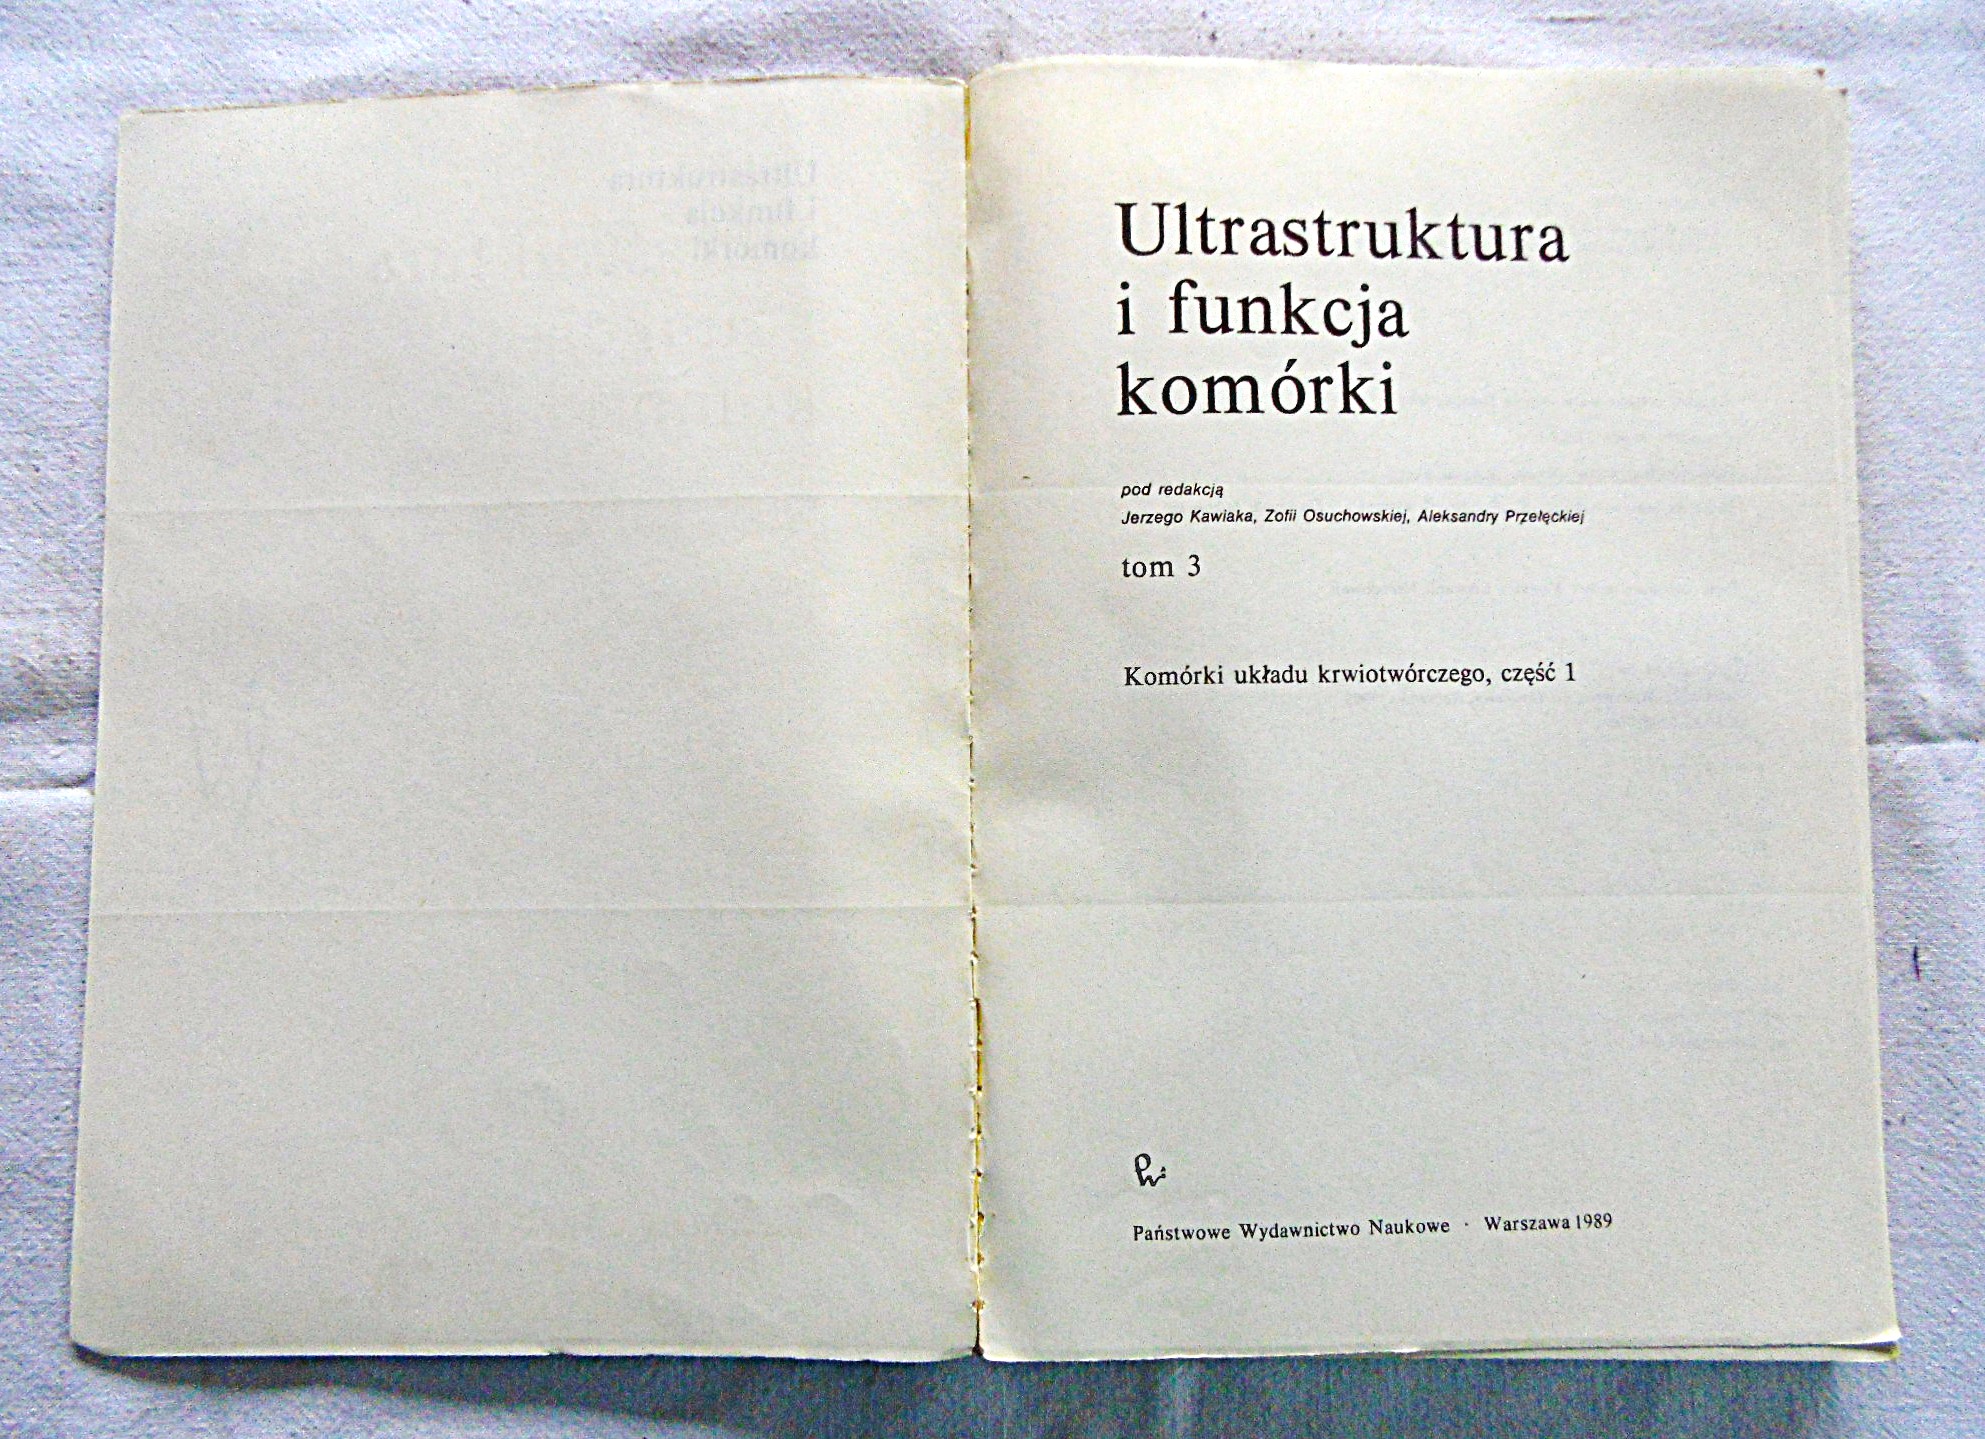 Ultrastruktura
i funkcja
komórki
pod redakcją
Jerzego Kawiaka, Zofii Osuchowskiej, Aleksandry Przełęckiej
tom 3
Komórki układu krwiotwórczego, część 1
Państwowe Wydawnictwo Naukowe · Warszawa 1989